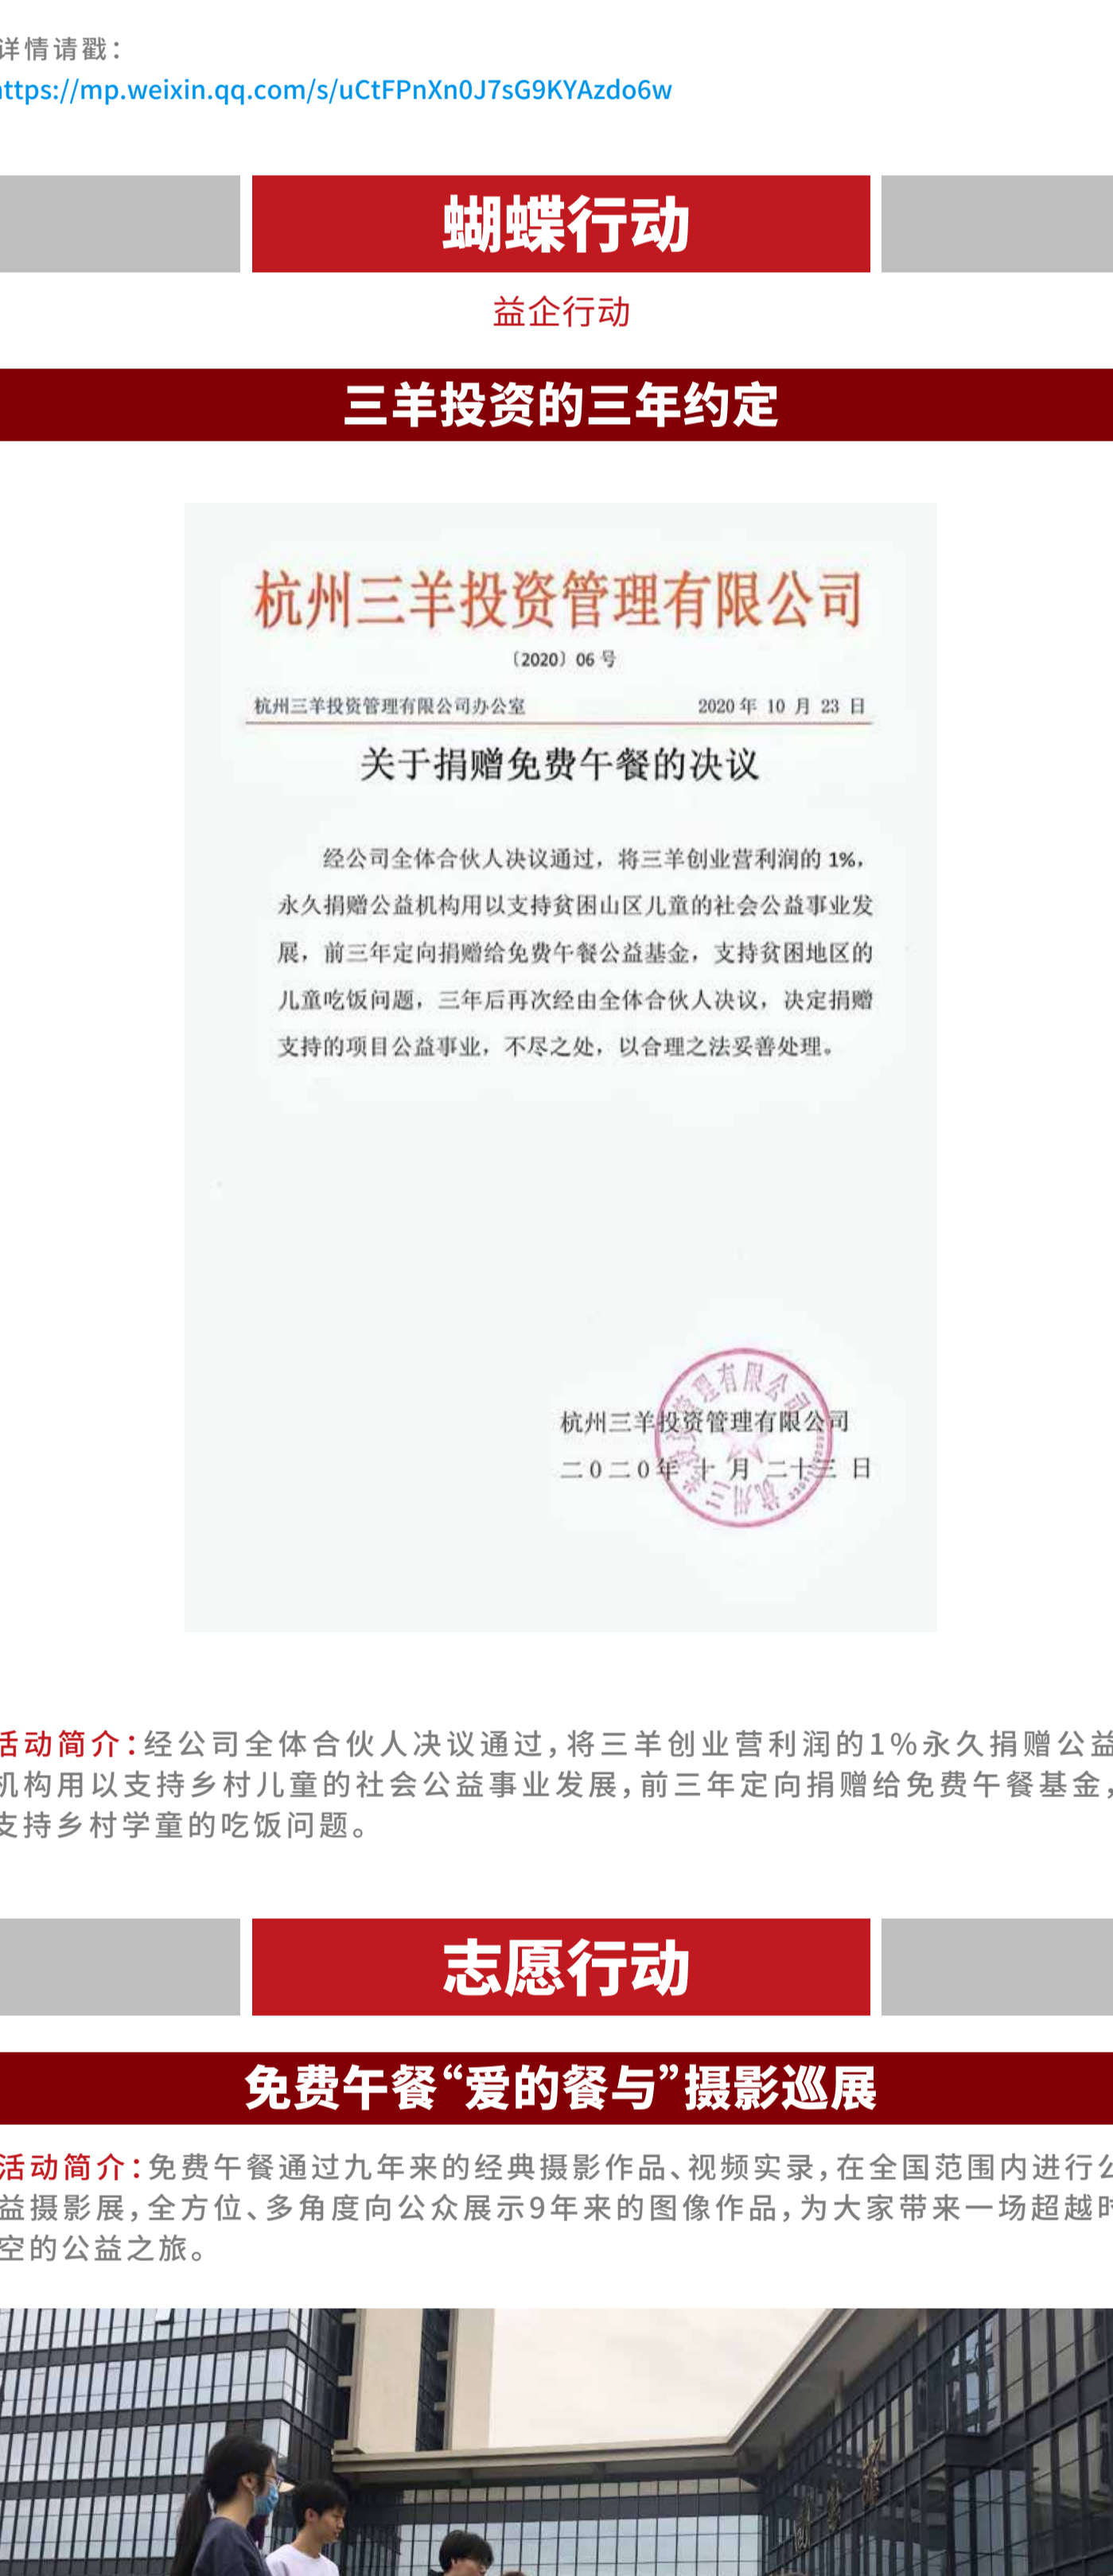 详情请戳：
ttps://mp.weixin.qq.com/s/uCtFPnXn0J7sG9KYAzdo6w
蝴蝶行动
益企行动
三羊投资的三年约定
杭州三羊投资管理有限公司
〔2020〕06 号
杭州三羊投资管理有限公司办公室 2020 年 10 月 23 日
关于捐赠免费午餐的决议
经公司全体合伙人决议通过，将三羊创业营利润的 1%，
永久捐赠公益机构用以支持贫困山区儿童的社会公益事业发
展，前三年定向捐赠给免费午餐公益基金，支持贫困地区的
儿童吃饭问题，三年后再次经由全体合伙人决议，决定捐赠
支持的项目公益事业，不尽之处，以合理之法妥善处理。
杭州三羊投资管理有限公司
二〇二〇年 十 月 二十三 日
杭州三羊投资管理有限公司
活动简介：经公司全体合伙人决议通过，将三羊创业营利润的1%永久捐赠公益
机构用以支持乡村儿童的社会公益事业发展，前三年定向捐赠给免费午餐基金，
支持乡村学童的吃饭问题。
志愿行动
免费午餐“爱的餐与”摄影巡展
活动简介：免费午餐通过九年来的经典摄影作品、视频实录，在全国范围内进行公
益摄影展，全方位、多角度向公众展示9年来的图像作品，为大家带来一场超越时
空的公益之旅。